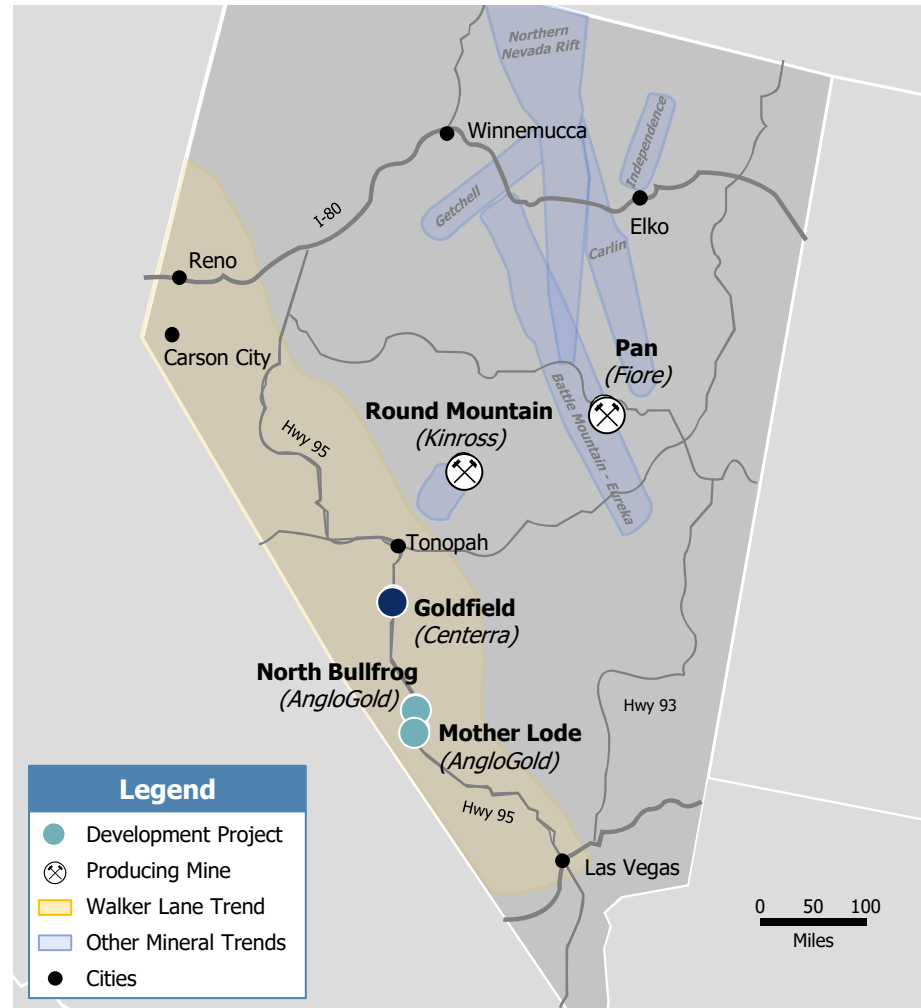 Northern
Nevada Rift
Independence
Winnemucca
Getchell
I-80
Elko
Carlin
Reno
Carson City
Pan
(Fiore)
Battle Mountain - Eureka
Round Mountain
(Kinross)
Hwy 95
Tonopah
Goldfield
(Centerra)
North Bullfrog
(AngloGold)
Hwy 93
Mother Lode
(AngloGold)
Hwy 95
Las Vegas
Legend
Development Project
Producing Mine
Walker Lane Trend
Other Mineral Trends
Cities
0 50 100
Miles